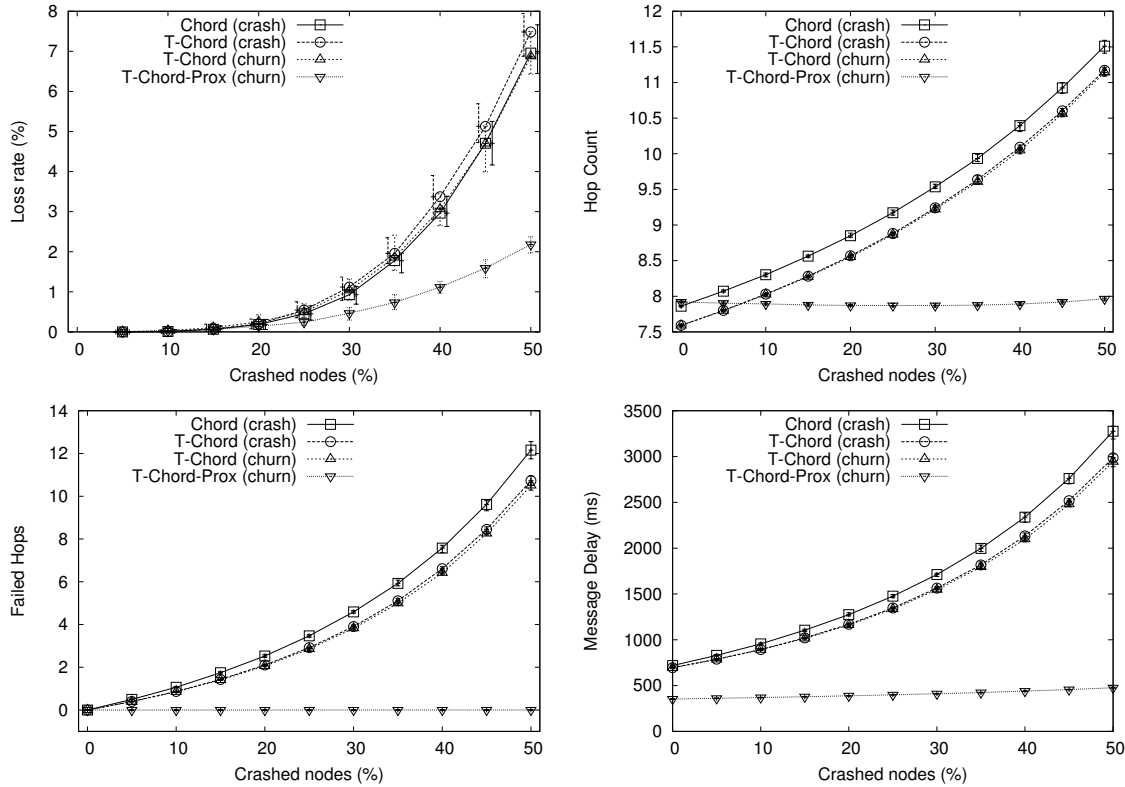 8
7
6
5
4
3
2
1
0
0 10 20 30 40 50
Loss rate (%)
Crashed nodes (%)
Chord (crash)
T-Chord (crash)
T-Chord (churn)
T-Chord-Prox (churn)
12
11.5
11
10.5
10
9.5
9
8.5
8
7.5
0 10 20 30 40 50
Hop Count
Crashed nodes (%)
Chord (crash)
T-Chord (crash)
T-Chord (churn)
T-Chord-Prox (churn)
14
12
10
8
6
4
2
0
0 10 20 30 40 50
Failed Hops
Crashed nodes (%)
Chord (crash)
T-Chord (crash)
T-Chord (churn)
T-Chord-Prox (churn)
3500
3000
2500
2000
1500
1000
500
0
0 10 20 30 40 50
Message Delay (ms)
Crashed nodes (%)
Chord (crash)
T-Chord (crash)
T-Chord (churn)
T-Chord-Prox (churn)